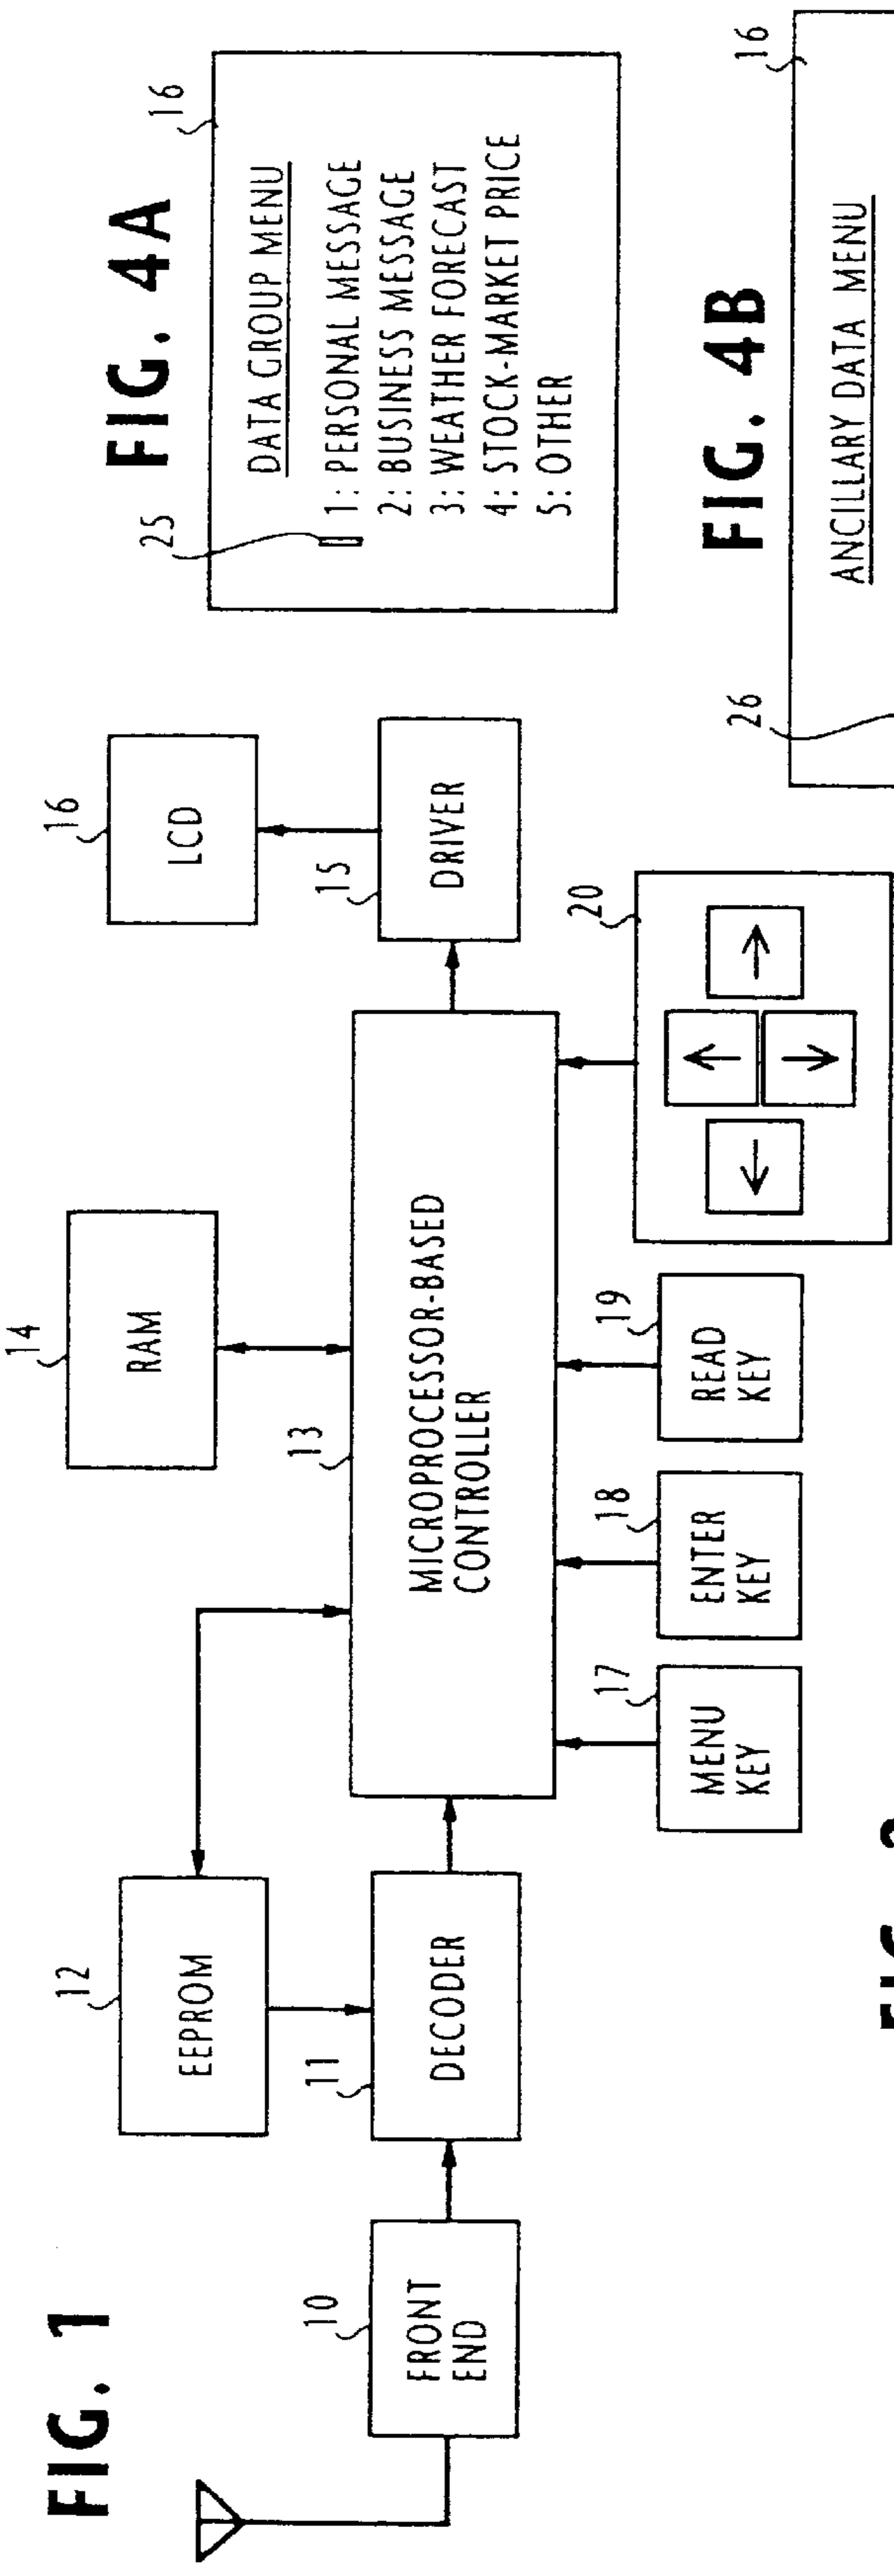 FIG. 1
10
FRONT
END
11
DECODER
12
EEPROM
13
MICROPROCESSOR-BASED
CONTROLLER
14
RAM
15
DRIVER
16
LCD
17
MENU
KEY
18
ENTER
KEY
19
READ
KEY
20
FIG. 4A
16
25
DATA GROUP MENU
1: PERSONAL MESSAGE
2: BUSINESS MESSAGE
3: WEATHER FORECAST
4: STOCK-MARKET PRICE
5: OTHER
FIG. 4B
16
26
ANCILLARY DATA MENU